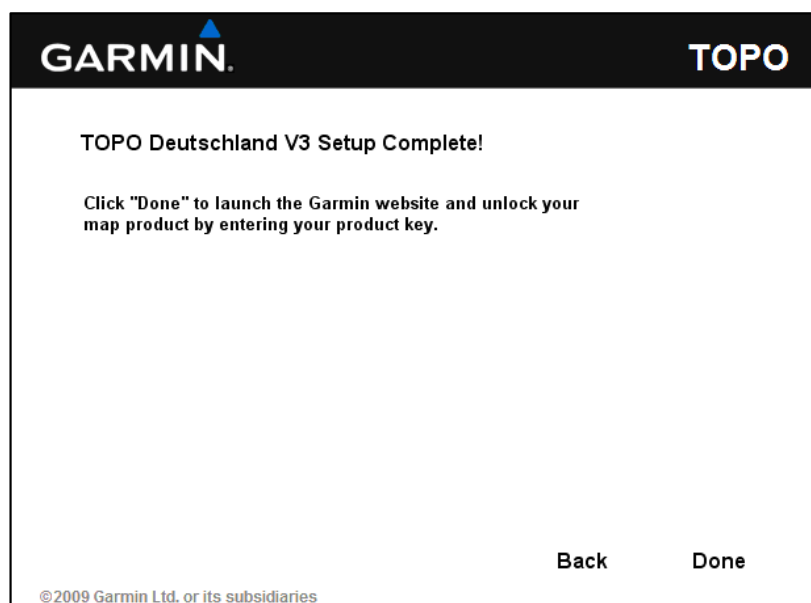 GARMIN.
TOPO
TOPO Deutschland V3 Setup Complete!
Click "Done" to launch the Garmin website and unlock your
map product by entering your product key.
Back Done
©2009 Garmin Ltd. or its subsidiaries